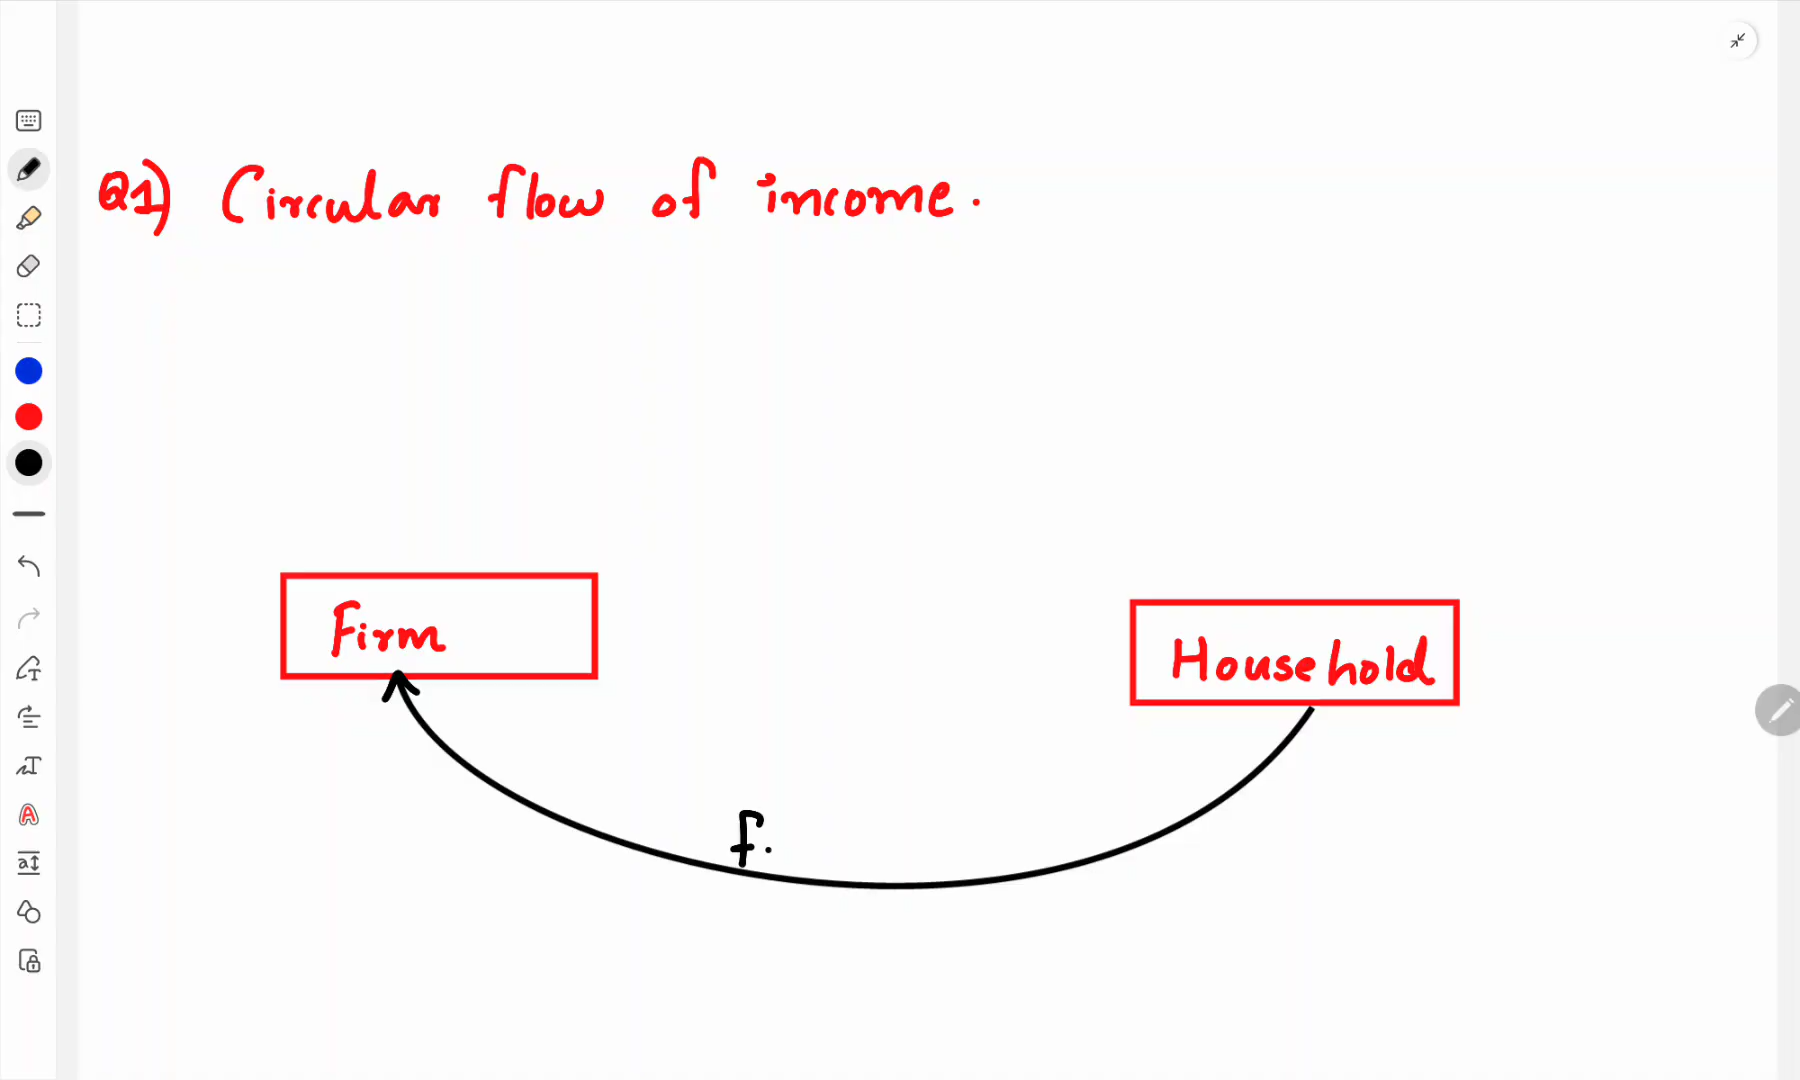 Q1) Circular flow of income.
Firm
Household
f.